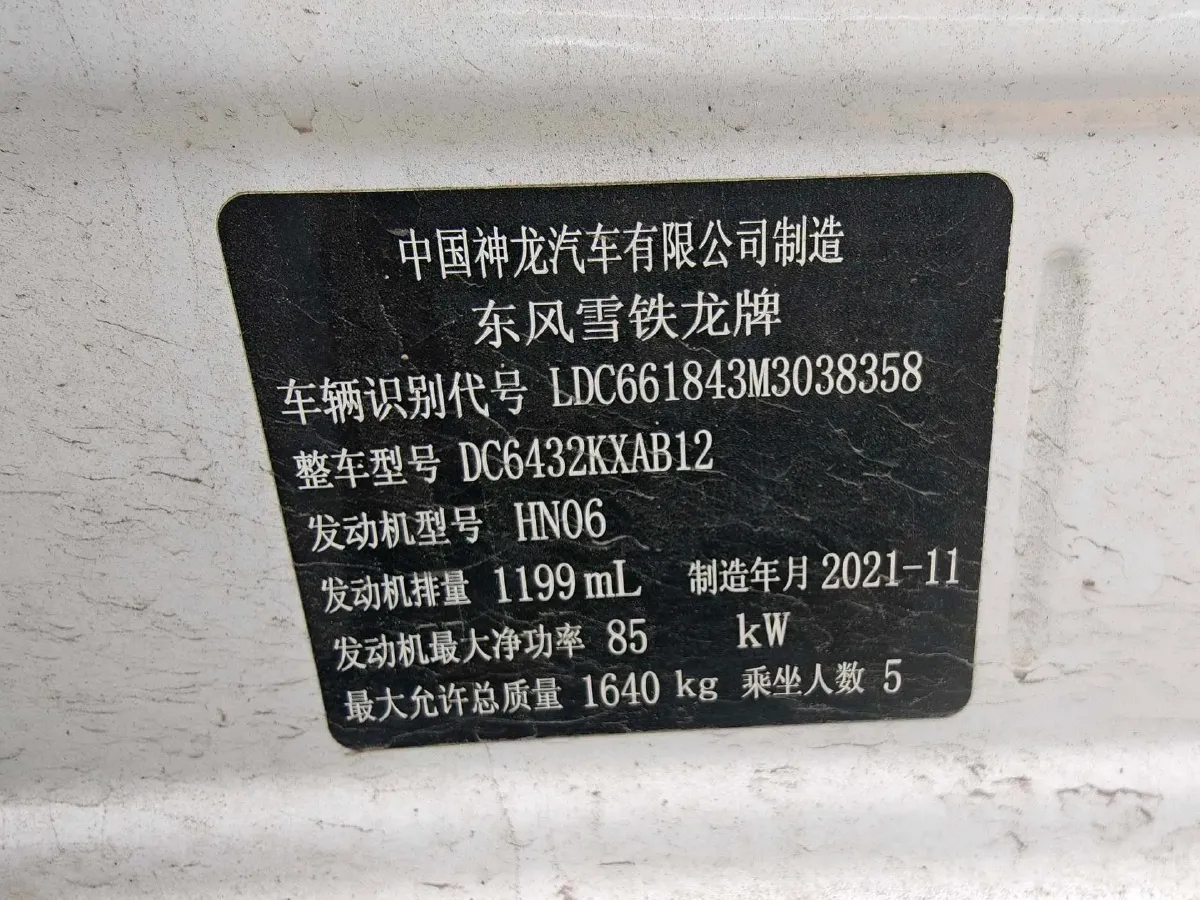 中国神龙汽车有限公司制造
东风雪铁龙牌
车辆识别代号 LDC661843M3038358
整车型号 DC6432KXAB12
发动机型号 HN06
发动机排量 1199 mL 制造年月 2021-11
发动机最大净功率 85 kW
最大允许总质量 1640 kg 乘坐人数 5